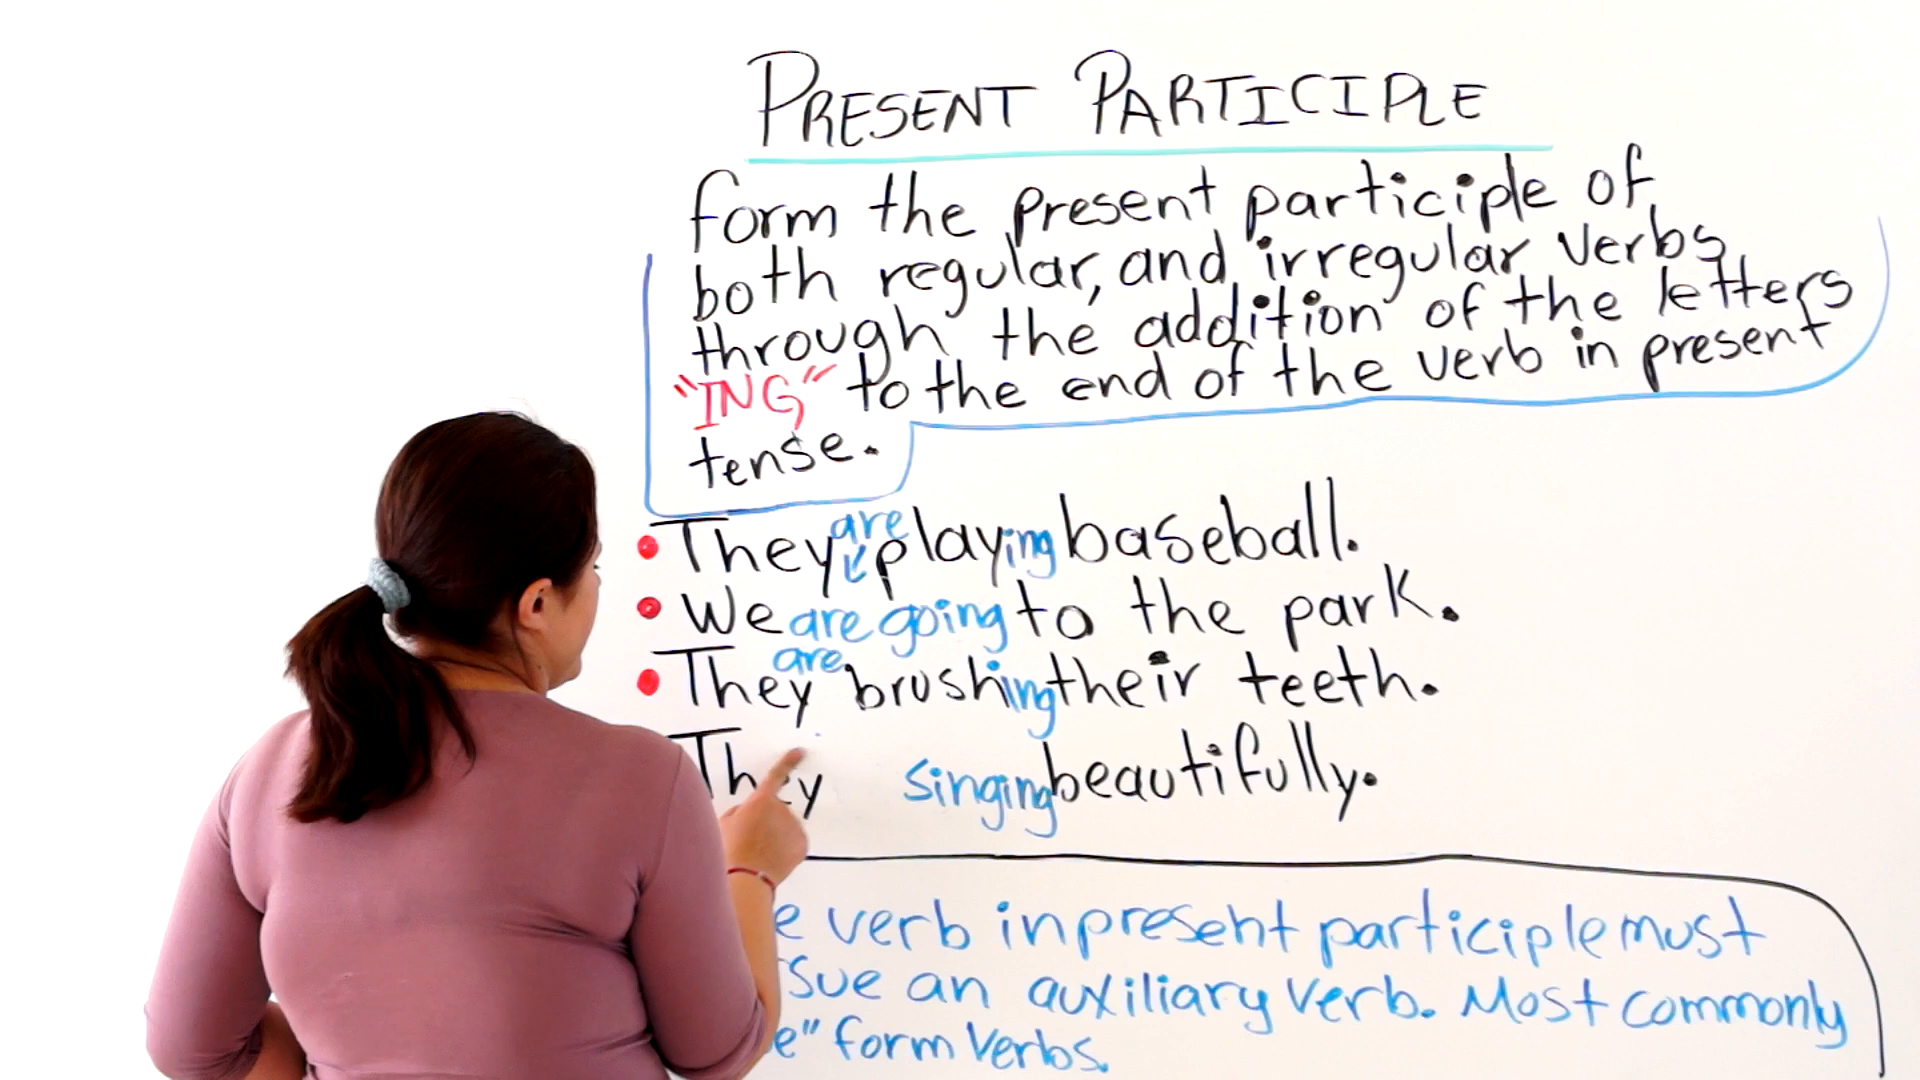 PRESENT PARTICIPLE
form the present participle of
both regular, and irregular verbs
through the addition of the letters
"ING" to the end of the verb in present
tense.
They are playing baseball.
We are going to the park.
They are brushing their teeth.
They singing beautifully.
verb in present participle must
an auxiliary verb. Most commonly
form verbs.